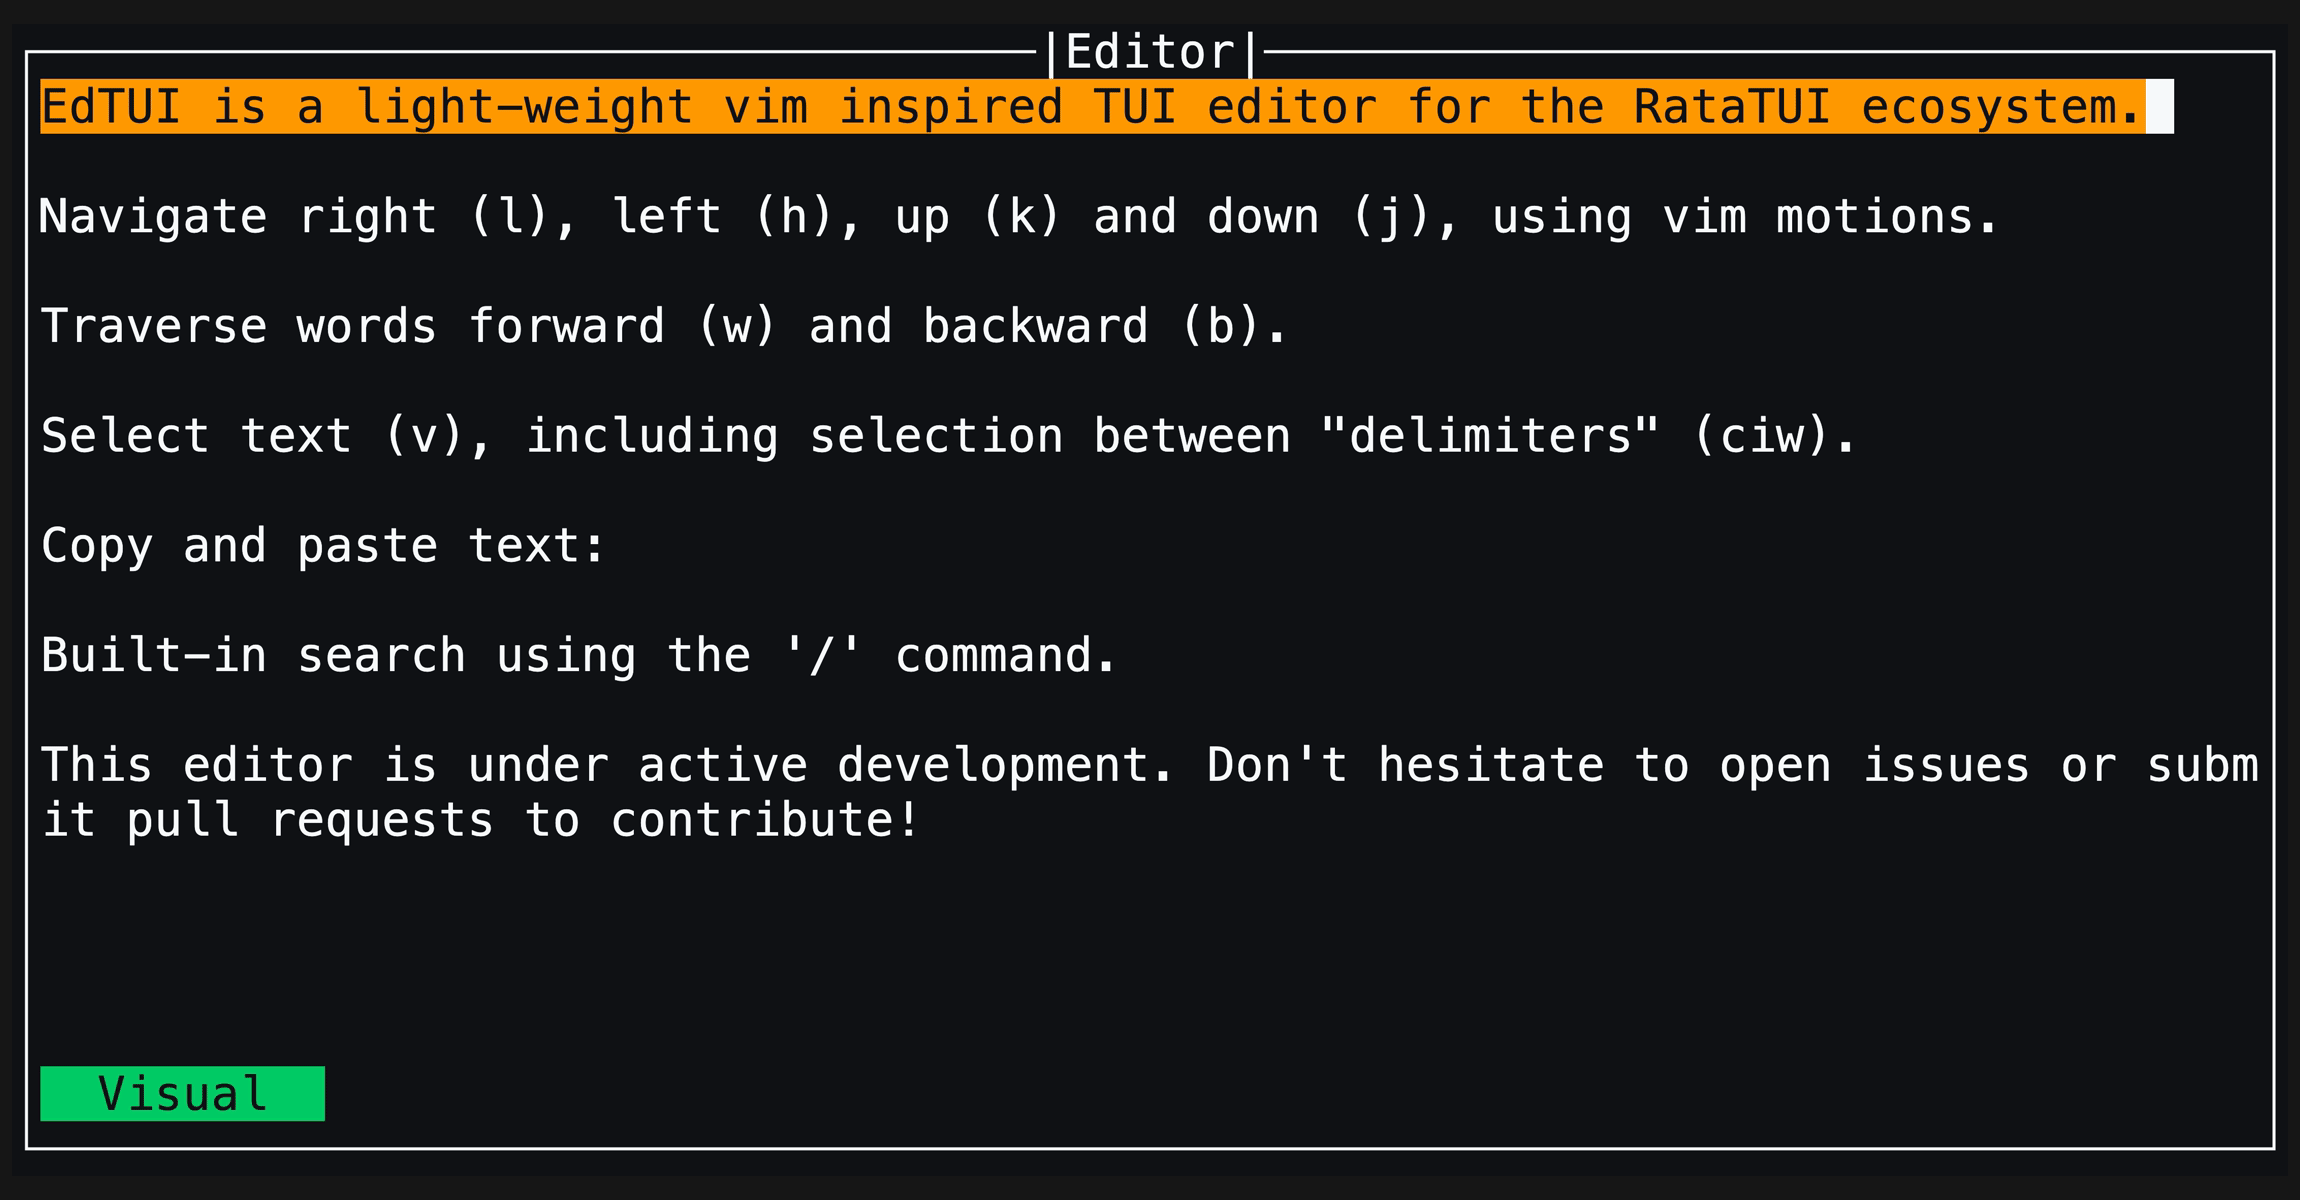 |Editor|
EdTUI is a light-weight vim inspired TUI editor for the RataTUI ecosystem.
Navigate right (l), left (h), up (k) and down (j), using vim motions.
Traverse words forward (w) and backward (b).
Select text (v), including selection between "delimiters" (ciw).
Copy and paste text:
Built-in search using the '/' command.
This editor is under active development. Don't hesitate to open issues or subm
it pull requests to contribute!
Visual